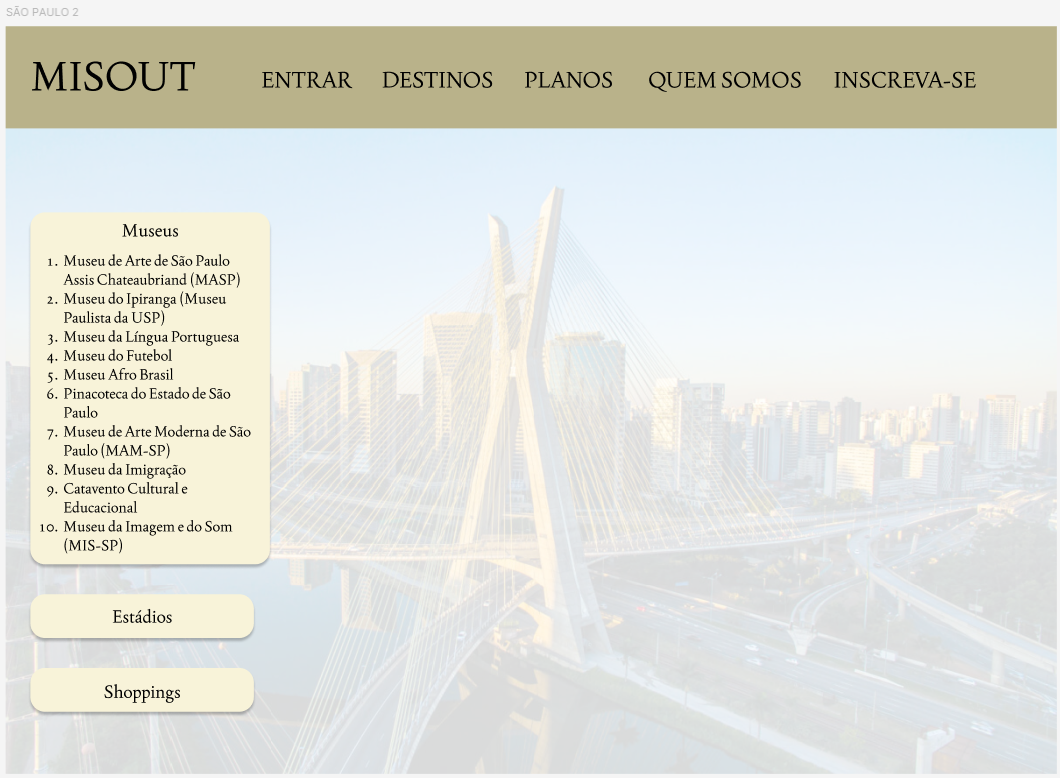 SÃO PAULO 2
MISOUT
ENTRAR DESTINOS PLANOS QUEM SOMOS INSCREVA-SE
Museus
1. Museu de Arte de São Paulo
Assis Chateaubriand (MASP)
2. Museu do Ipiranga (Museu
Paulista da USP)
3. Museu da Língua Portuguesa
4. Museu do Futebol
5. Museu Afro Brasil
6. Pinacoteca do Estado de São
Paulo
7. Museu de Arte Moderna de São
Paulo (MAM-SP)
8. Museu da Imigração
9. Catavento Cultural e
Educacional
10. Museu da Imagem e do Som
(MIS-SP)
Estádios
Shoppings